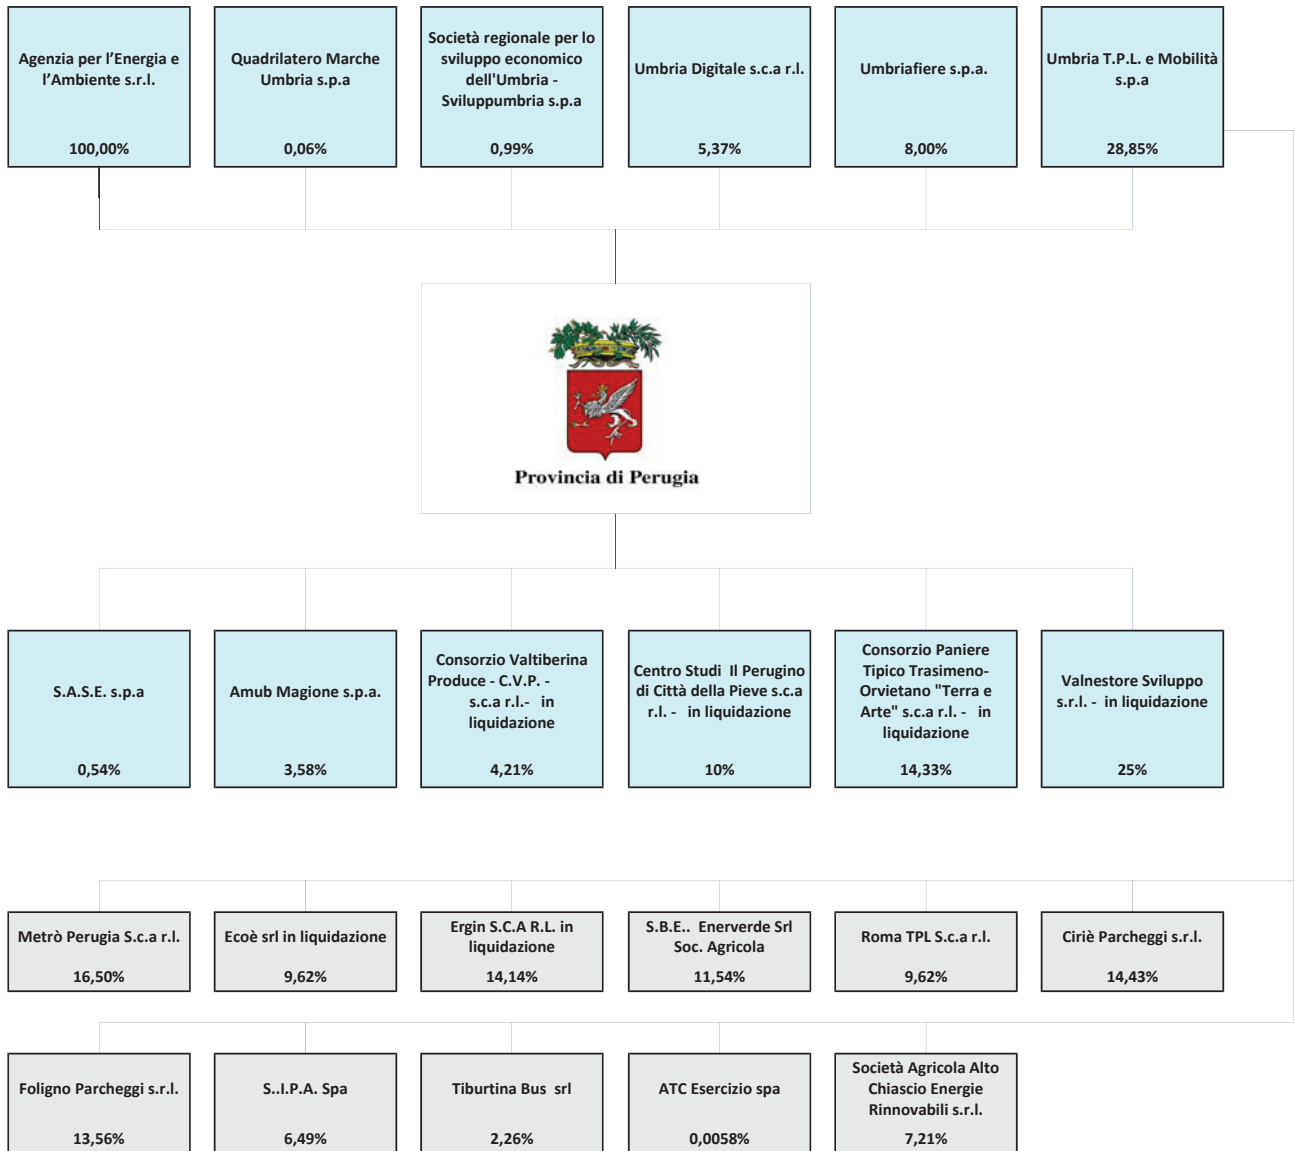 Agenzia per l'Energia e
l'Ambiente s.r.l.
100,00%
Quadrilatero Marche
Umbria s.p.a
0,06%
Società regionale per lo
sviluppo economico
dell'Umbria -
Sviluppumbria s.p.a
0,99%
Umbria Digitale s.c.a r.l.
5,37%
Umbriafiere s.p.a.
8,00%
Umbria T.P.L. e Mobilità
s.p.a
28,85%
Provincia di Perugia
S.A.S.E. s.p.a
0,54%
Amub Magione s.p.a.
3,58%
Consorzio Valtiberina
Produce - C.V.P. -
s.c.a r.l.- in
liquidazione
4,21%
Centro Studi Il Perugino
di Città della Pieve s.c.a
r.l. - in liquidazione
10%
Consorzio Paniere
Tipico Trasimeno-
Orvietano "Terra e
Arte" s.c.a r.l. - in
liquidazione
14,33%
Valnestore Sviluppo
s.r.l. - in liquidazione
25%
Metrò Perugia S.c.a r.l.
16,50%
Ecoè srl in liquidazione
9,62%
Ergin S.C.A R.L. in
liquidazione
14,14%
S.B.E.. Enerverde Srl
Soc. Agricola
11,54%
Roma TPL S.c.a r.l.
9,62%
Ciriè Parcheggi s.r.l.
14,43%
Foligno Parcheggi s.r.l.
13,56%
S..I.P.A. Spa
6,49%
Tiburtina Bus srl
2,26%
ATC Esercizio spa
0,0058%
Società Agricola Alto
Chiascio Energie
Rinnovabili s.r.l.
7,21%